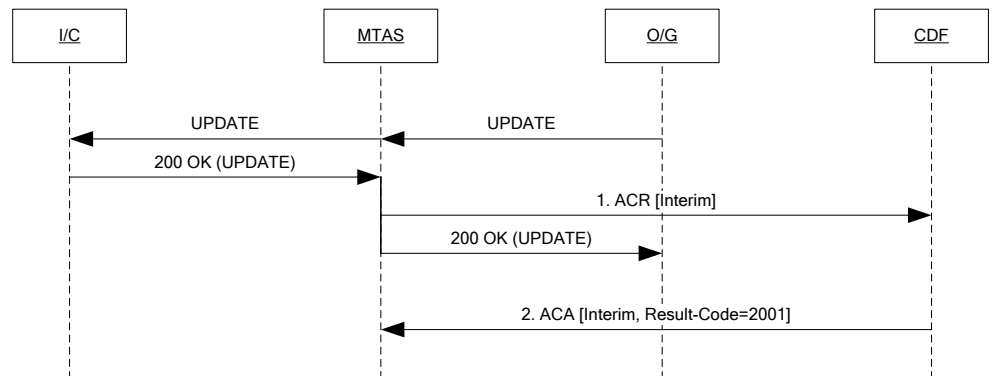 I/C
MTAS
O/G
CDF
UPDATE
UPDATE
200 OK (UPDATE)
1. ACR [Interim]
200 OK (UPDATE)
2. ACA [Interim, Result-Code=2001]